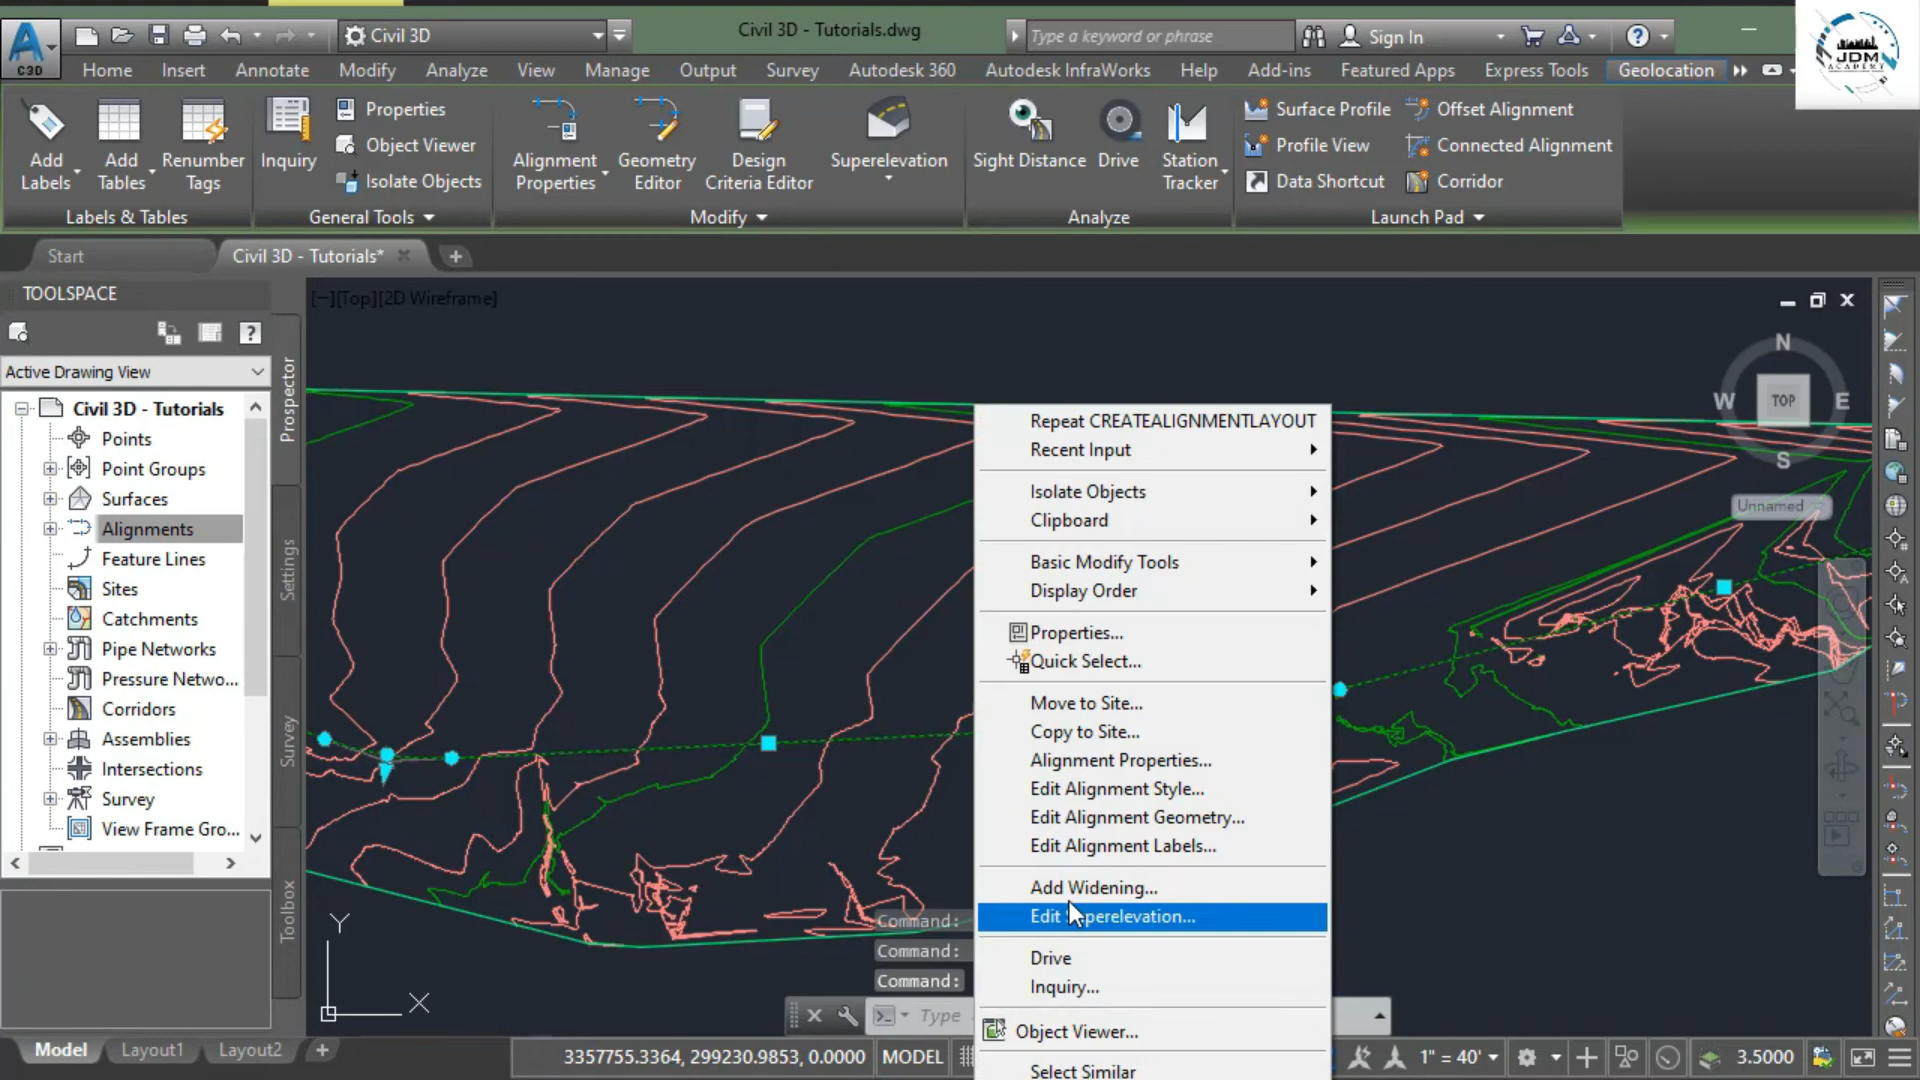 Civil 3D
Civil 3D - Tutorials.dwg
Type a keyword or phrase
Sign In
C3D
Home Insert Annotate Modify Analyze View Manage Output Survey Autodesk 360 Autodesk InfraWorks Help Add-ins Featured Apps Express Tools Geolocation
JDM
ACADEMY
Add Labels
Add Tables
Renumber Tags
Inquiry
Properties
Object Viewer
Isolate Objects
Alignment Properties
Geometry Editor
Design Criteria Editor
Superelevation
Sight Distance
Drive
Station Tracker
Surface Profile
Profile View
Data Shortcut
Offset Alignment
Connected Alignment
Corridor
Labels & Tables
General Tools
Modify
Analyze
Launch Pad
Start
Civil 3D - Tutorials*
TOOLSPACE
Active Drawing View
Civil 3D - Tutorials
Points
Point Groups
Surfaces
Alignments
Feature Lines
Sites
Catchments
Pipe Networks
Pressure Netwo...
Corridors
Assemblies
Intersections
Survey
View Frame Gro...
Prospector
Settings
Survey
Toolbox
[−][Top][2D Wireframe]
N
W TOP E
S
Unnamed
Repeat CREATEALIGNMENTLAYOUT
Recent Input
Isolate Objects
Clipboard
Basic Modify Tools
Display Order
Properties...
Quick Select...
Move to Site...
Copy to Site...
Alignment Properties...
Edit Alignment Style...
Edit Alignment Geometry...
Edit Alignment Labels...
Add Widening...
Edit Superelevation...
Drive
Inquiry...
Object Viewer...
Select Similar
Command:
Command:
Command:
Type
Y
X
Model Layout1 Layout2
3357755.3364, 299230.9853, 0.0000 MODEL
1" = 40'
3.5000